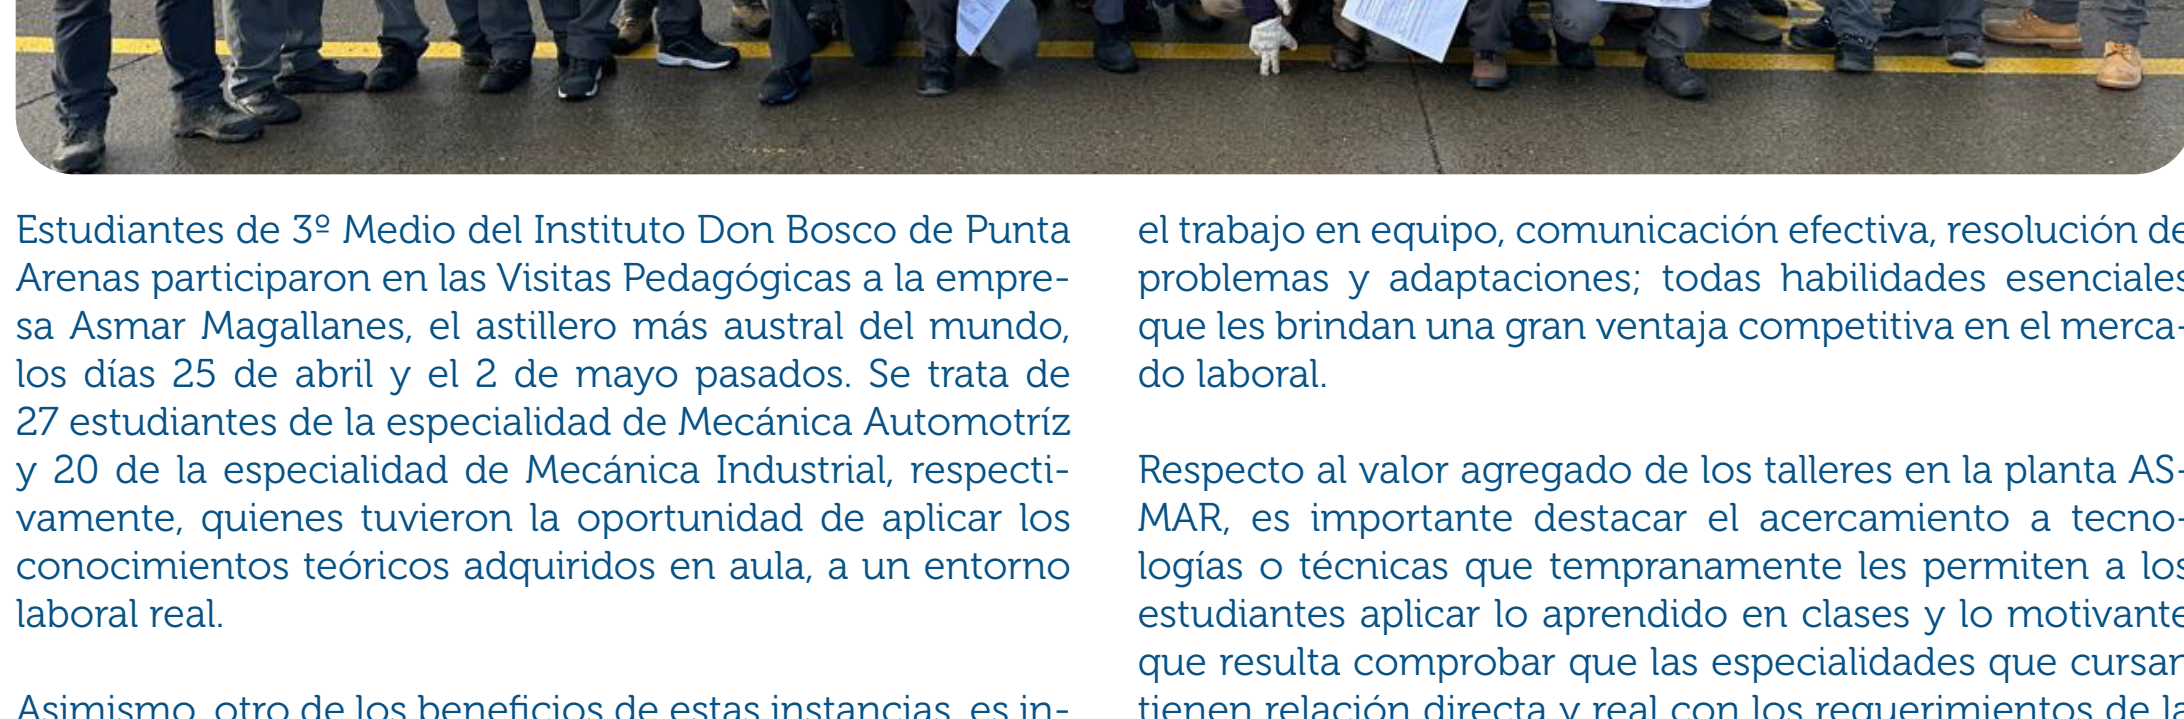 Estudiantes de 3º Medio del Instituto Don Bosco de Punta
Arenas participaron en las Visitas Pedagógicas a la empre-
sa Asmar Magallanes, el astillero más austral del mundo,
los días 25 de abril y el 2 de mayo pasados. Se trata de
27 estudiantes de la especialidad de Mecánica Automotríz
y 20 de la especialidad de Mecánica Industrial, respecti-
vamente, quienes tuvieron la oportunidad de aplicar los
conocimientos teóricos adquiridos en aula, a un entorno
laboral real.
Asimismo, otro de los beneficios de estas instancias, es in-
el trabajo en equipo, comunicación efectiva, resolución de
problemas y adaptaciones; todas habilidades esenciales
que les brindan una gran ventaja competitiva en el merca-
do laboral.
Respecto al valor agregado de los talleres en la planta AS-
MAR, es importante destacar el acercamiento a tecno-
logías o técnicas que tempranamente les permiten a los
estudiantes aplicar lo aprendido en clases y lo motivante
que resulta comprobar que las especialidades que cursan
tienen relación directa y real con los requerimientos de la